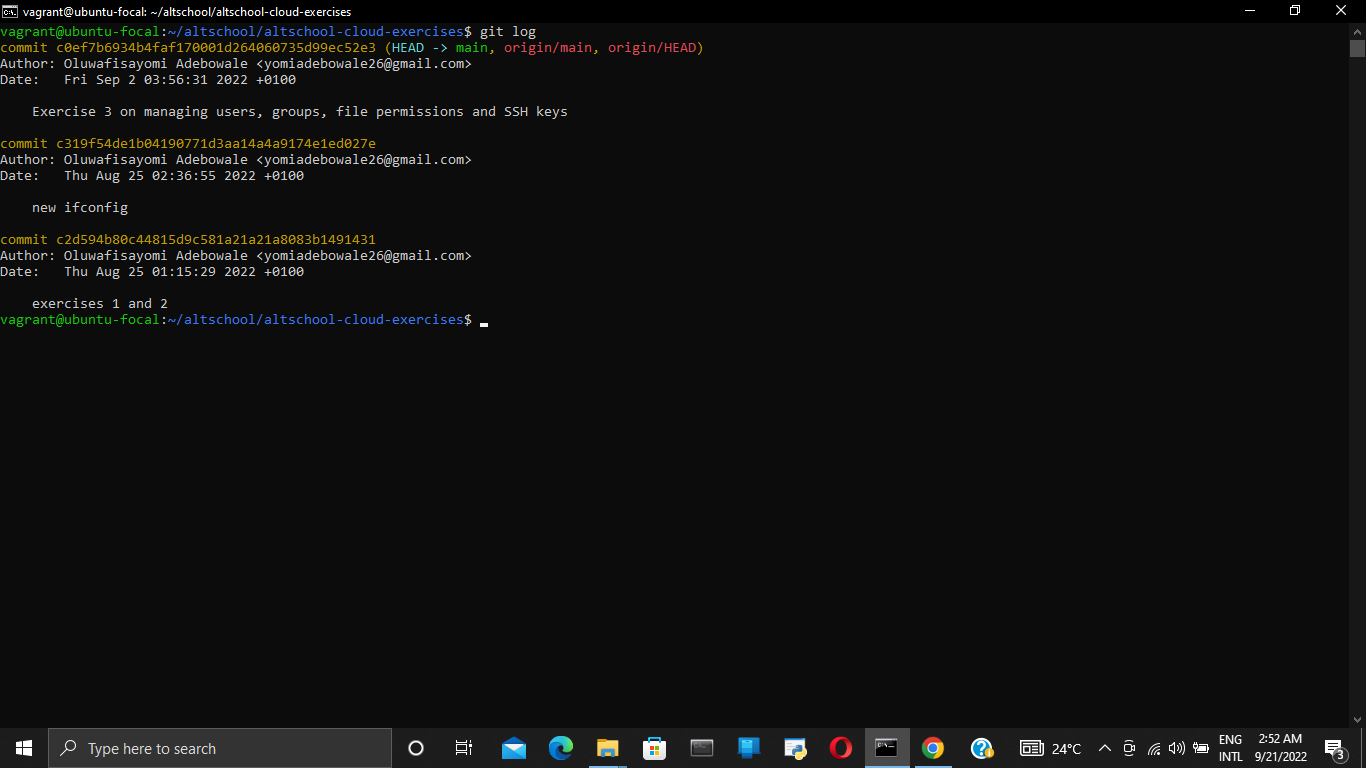 vagrant@ubuntu-focal: ~/altschool/altschool-cloud-exercises
vagrant@ubuntu-focal:~/altschool/altschool-cloud-exercises$ git log
commit c0ef7b6934b4faf170001d264060735d99ec52e3 (HEAD -> main, origin/main, origin/HEAD)
Author: Oluwafisayomi Adebowale <yomiadebowale26@gmail.com>
Date:   Fri Sep 2 03:56:31 2022 +0100
    Exercise 3 on managing users, groups, file permissions and SSH keys
commit c319f54de1b04190771d3aa14a4a9174e1ed027e
Author: Oluwafisayomi Adebowale <yomiadebowale26@gmail.com>
Date:   Thu Aug 25 02:36:55 2022 +0100
    new ifconfig
commit c2d594b80c44815d9c581a21a21a8083b1491431
Author: Oluwafisayomi Adebowale <yomiadebowale26@gmail.com>
Date:   Thu Aug 25 01:15:29 2022 +0100
    exercises 1 and 2
vagrant@ubuntu-focal:~/altschool/altschool-cloud-exercises$
Type here to search
24°C
ENG
INTL
2:52 AM
9/21/2022
3